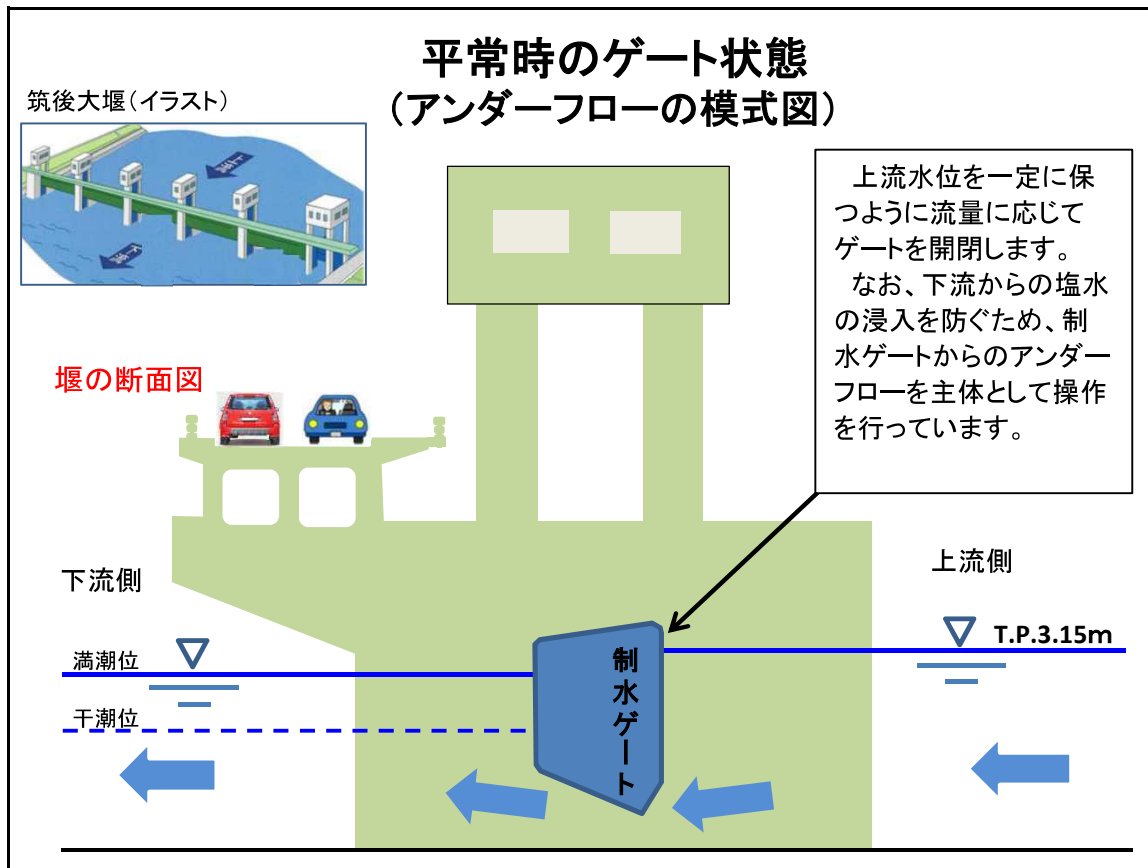 平常時のゲート状態
(アンダーフローの模式図)
筑後大堰(イラスト)
上流
下流
上流水位を一定に保
つように流量に応じて
ゲートを開閉します。
なお、下流からの塩水
の浸入を防ぐため、制
水ゲートからのアンダー
フローを主体として操作
を行っています。
堰の断面図
下流側
上流側
T.P.3.15m
満潮位
干潮位
制水ゲート